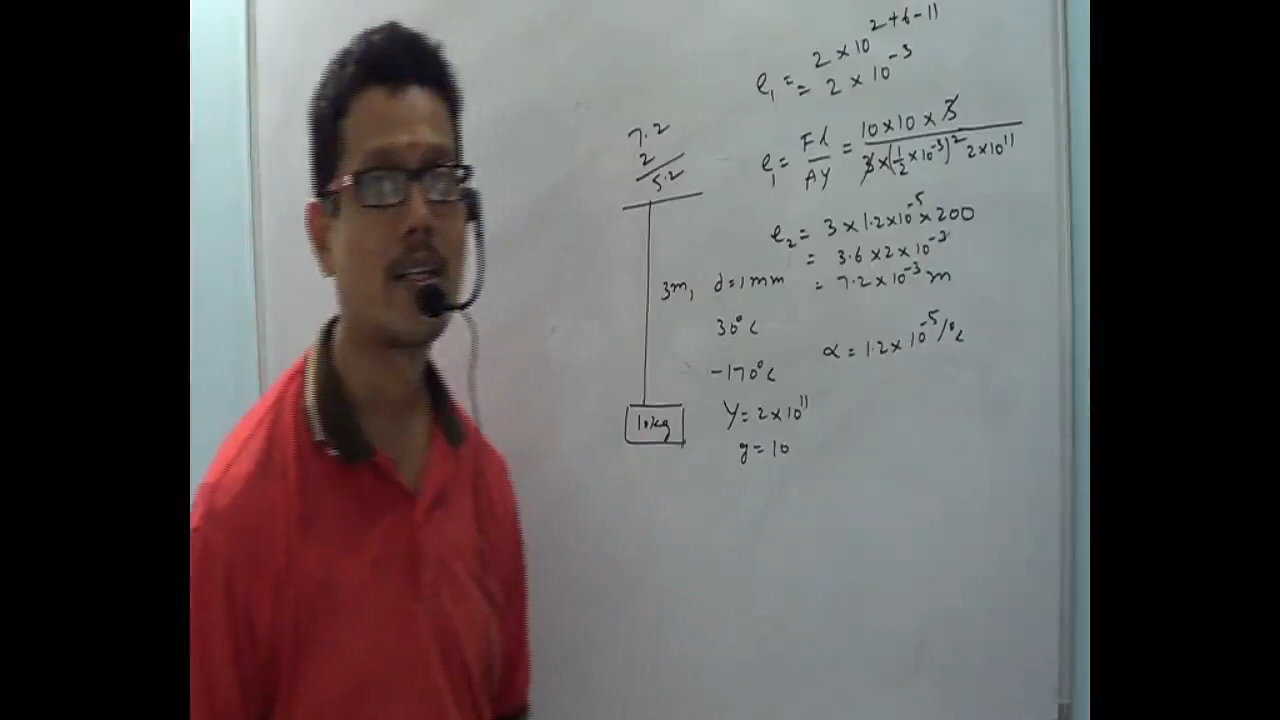 e₁ = 2 × 10²⁺⁶⁻¹¹
= 2 × 10⁻³
e₁ = Fl/AY = 10×10×3/3×(1/2×10⁻³)² 2×10¹¹
7.2
2
5.2
e₂ = 3 × 1.2×10⁻⁵ × 200
= 3.6 × 2 × 10⁻³
= 7.2 × 10⁻³ m
3m, d=1mm
30°C
α = 1.2 × 10⁻⁵/°C
-170°C
Y = 2×10¹¹
10kg
g = 10